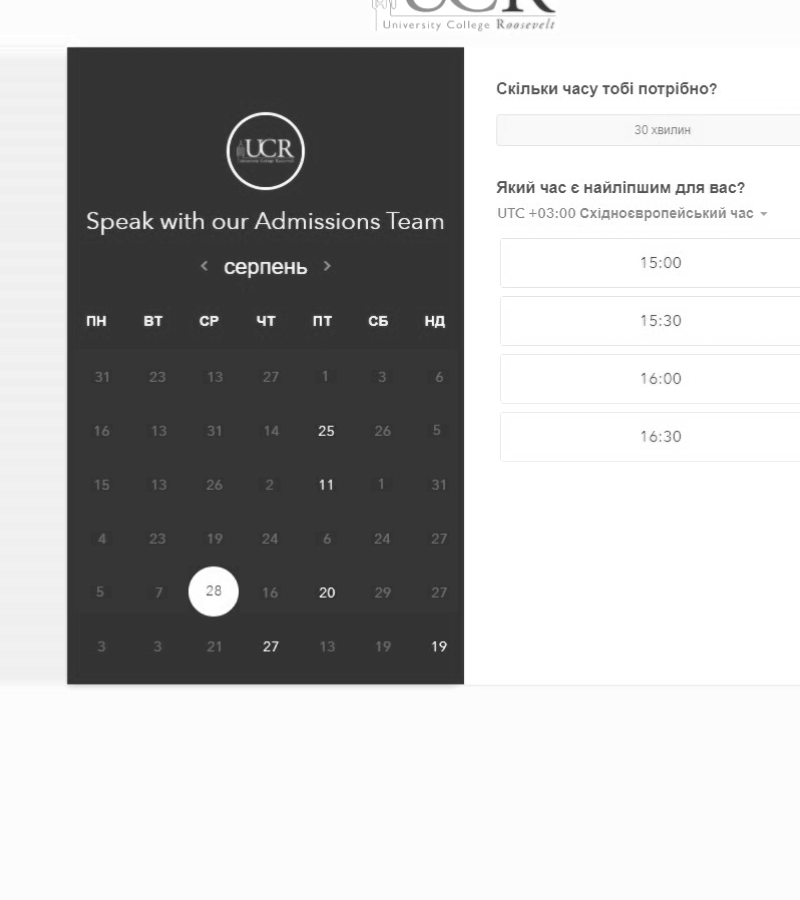 UCR
University College Roosevelt
UCR
Speak with our Admissions Team
серпень
ПН ВТ СР ЧТ ПТ СБ НД
31 23 13 27 1 3 6
16 13 31 14 25 26 5
15 13 26 2 11 1 31
4 23 19 24 6 24 27
5 7 28 16 20 29 27
3 3 21 27 13 19 19
Скільки часу тобі потрібно?
30 хвилин
Який час є найліпшим для вас?
UTC +03:00 Східноєвропейський час
15:00
15:30
16:00
16:30